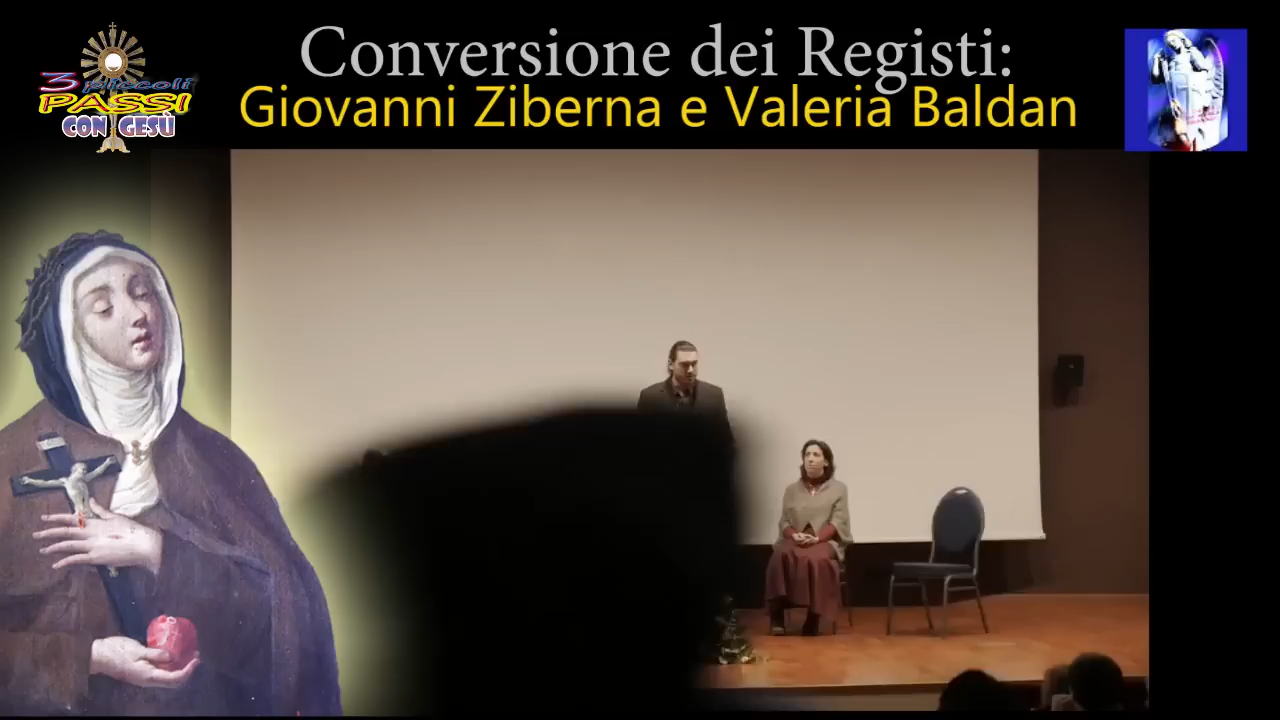 Conversione dei Registi:
Giovanni Ziberna e Valeria Baldan
3 piccoli
PASSI
CON GESÙ